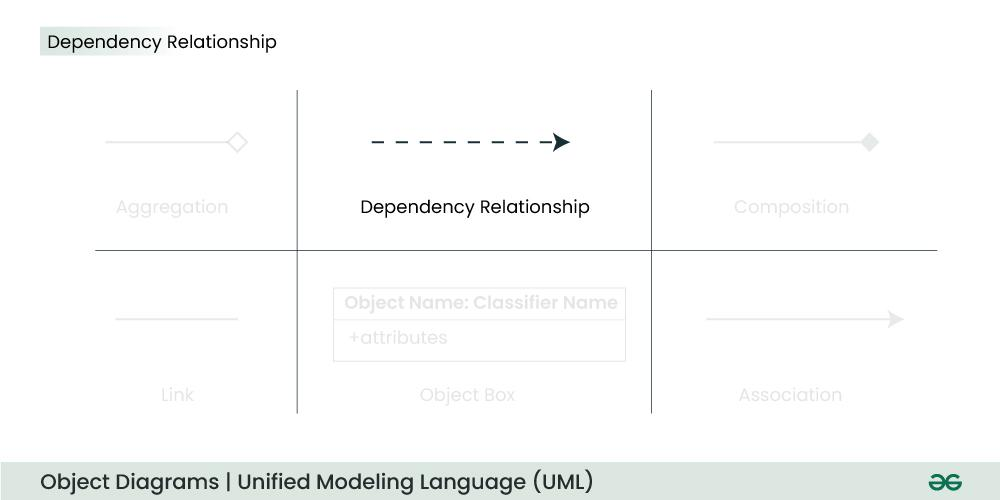 Dependency Relationship
Aggregation
Dependency Relationship
Composition
Object Name: Classifier Name
+attributes
Link
Object Box
Association
Object Diagrams | Unified Modeling Language (UML)